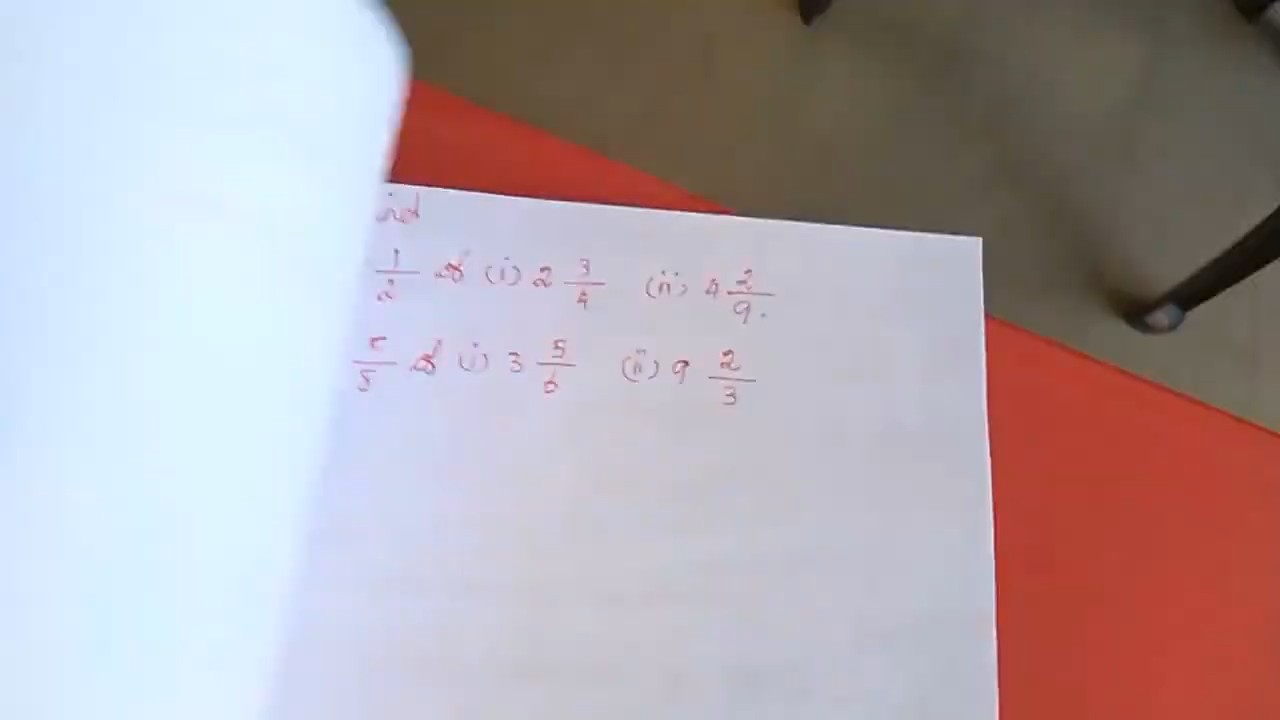 1/2 of (i) 2 3/4 (ii) 4 2/9.
/5 of (i) 3 5/6 (ii) 9 2/3